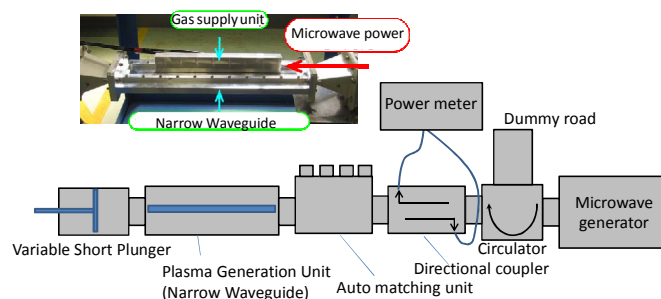 Gas supply unit
Microwave power
Narrow Waveguide
Power meter
Dummy road
Microwave
generator
Circulator
Directional coupler
Auto matching unit
Variable Short Plunger
Plasma Generation Unit
(Narrow Waveguide)